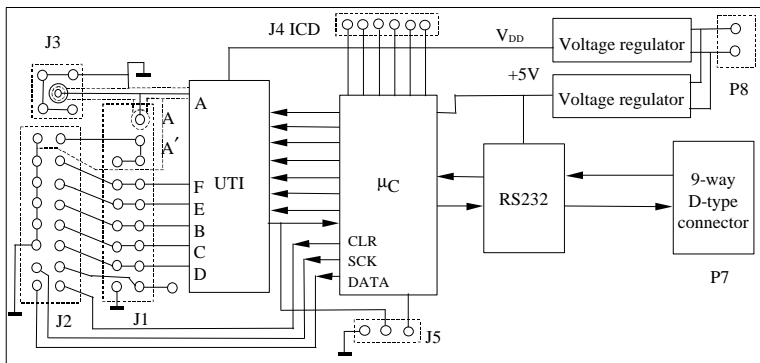 J4 ICD
V_DD
Voltage regulator
J3
P8
+5V
Voltage regulator
A
A
A′
μC
UTI
F
E
B
C
D
RS232
9-way
D-type
connector
CLR
SCK
DATA
P7
J2
J1
J5